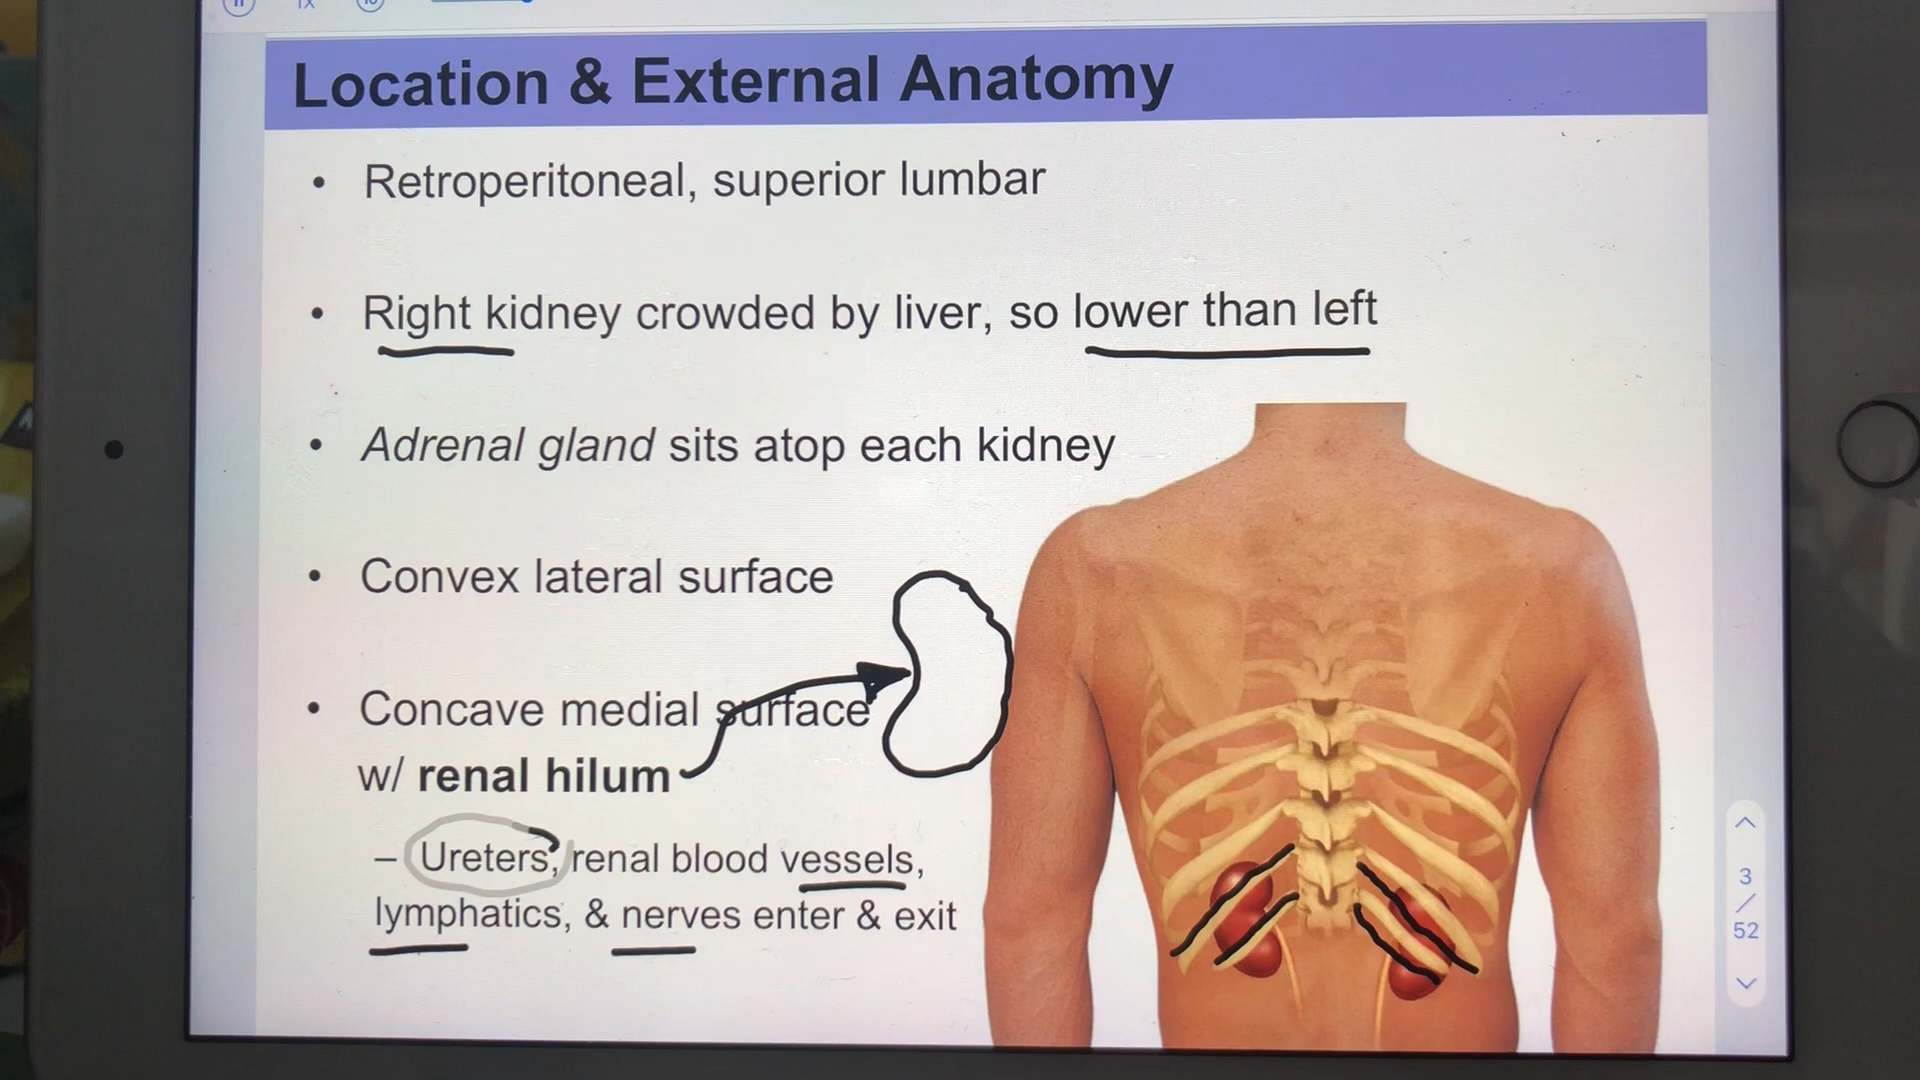 1x
Location & External Anatomy
• Retroperitoneal, superior lumbar
• Right kidney crowded by liver, so lower than left
• Adrenal gland sits atop each kidney
• Convex lateral surface
• Concave medial surface
w/ renal hilum
– Ureters, renal blood vessels,
lymphatics, & nerves enter & exit
3
/
52